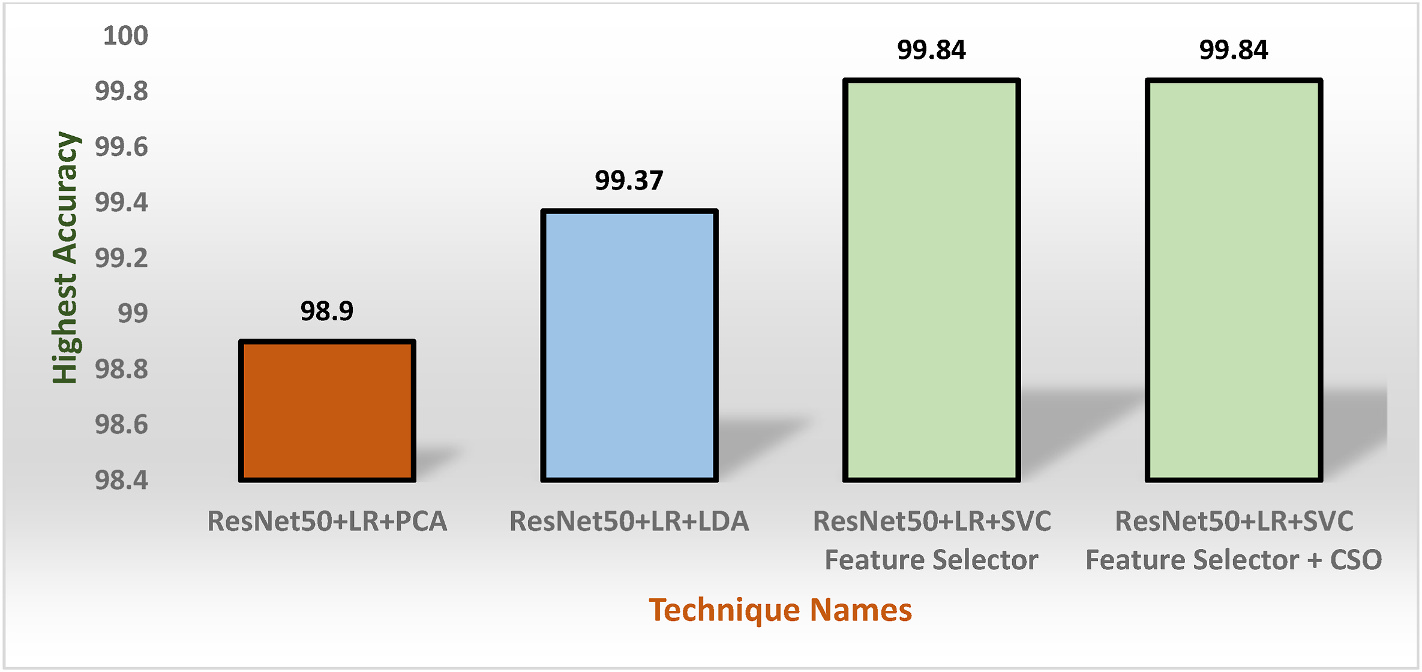 100
99.8
99.6
99.4
99.2
99
98.8
98.6
98.4
Highest Accuracy
98.9
99.37
99.84
99.84
ResNet50+LR+PCA
ResNet50+LR+LDA
ResNet50+LR+SVC
Feature Selector
ResNet50+LR+SVC
Feature Selector + CSO
Technique Names